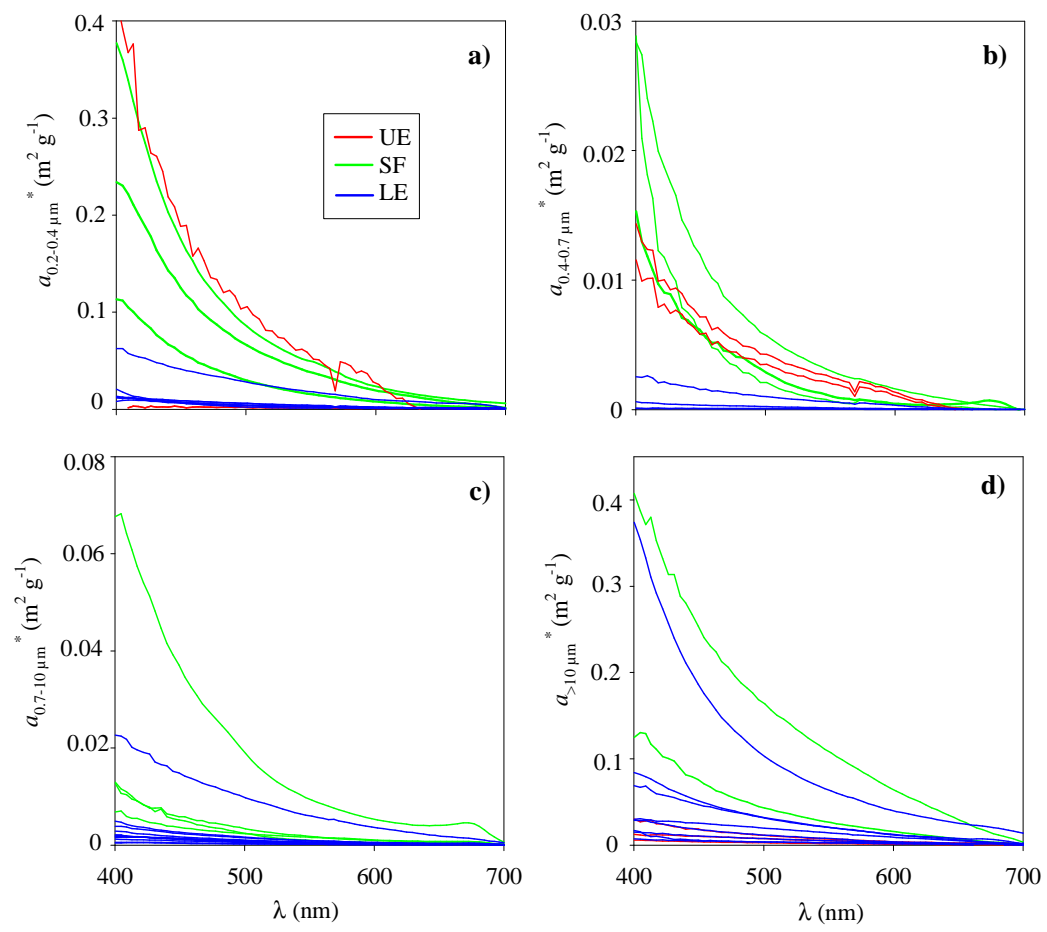 a)
0.4
0.3
0.2
0.1
0
a0.2-0.4 µm* (m² g⁻¹)
UE
SF
LE
b)
0.03
0.02
0.01
0
a0.4-0.7 µm* (m² g⁻¹)
c)
0.08
0.06
0.04
0.02
0
a0.7-10 µm* (m² g⁻¹)
400 500 600 700
λ (nm)
d)
0.4
0.3
0.2
0.1
0
a>10 µm* (m² g⁻¹)
400 500 600 700
λ (nm)